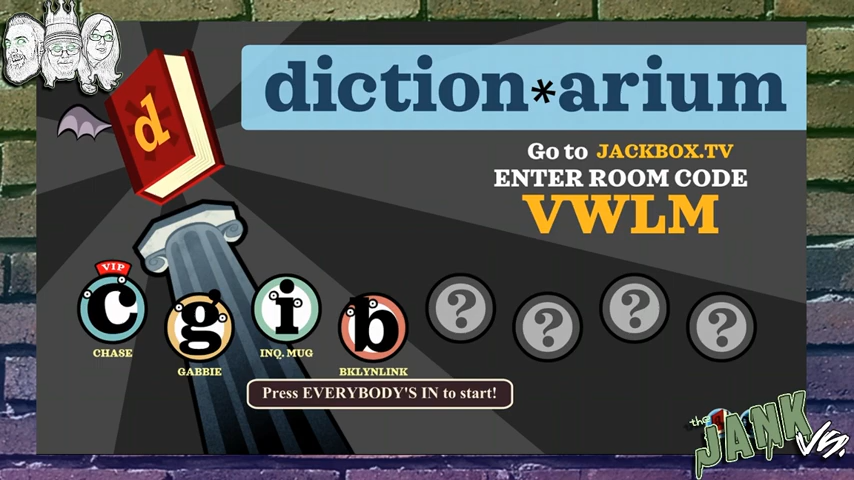 diction*arium
d
Go to JACKBOX.TV
ENTER ROOM CODE
VWLM
VIP
c g i b ? ? ? ?
CHASE
GABBIE
INQ. MUG
BKLYNLINK
Press EVERYBODY'S IN to start!
the
JANK
Vs.